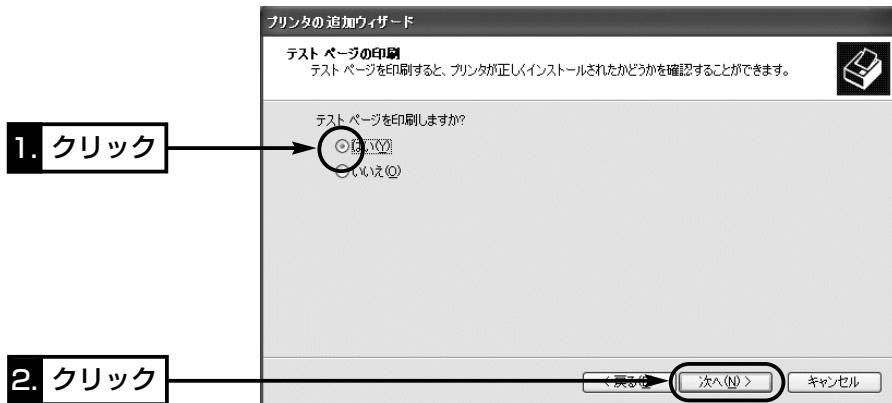 プリンタの追加ウィザード
テスト ページの印刷
テスト ページを印刷すると、プリンタが正しくインストールされたかどうかを確認することができます。
テスト ページを印刷しますか?
1. クリック
はい(Y)
いいえ(O)
2. クリック
< 戻る(B)
次へ(N) >
キャンセル